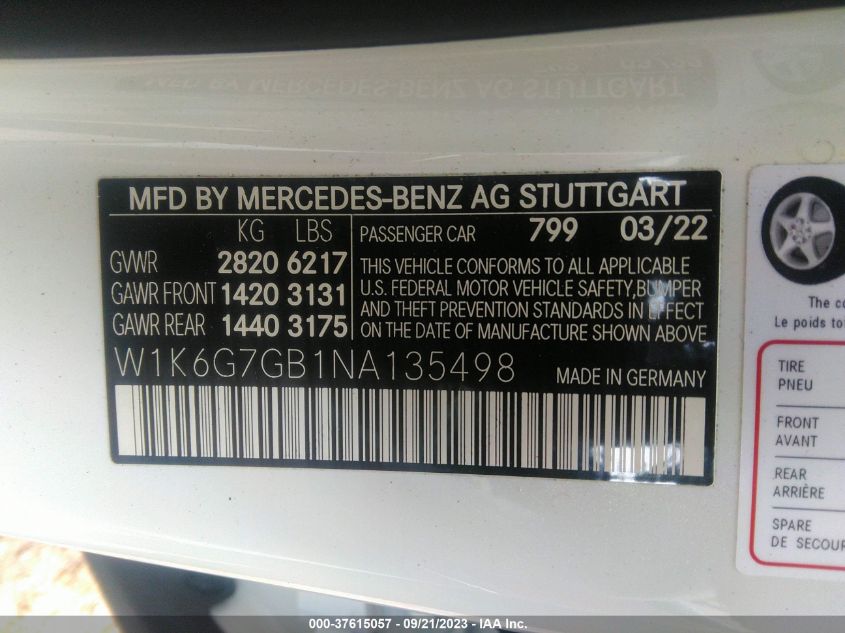 MFD BY MERCEDES-BENZ AG STUTTGART
KG LBS
GVWR 2820 6217
GAWR FRONT 1420 3131
GAWR REAR 1440 3175
PASSENGER CAR 799 03/22
THIS VEHICLE CONFORMS TO ALL APPLICABLE
U.S. FEDERAL MOTOR VEHICLE SAFETY,BUMPER
AND THEFT PREVENTION STANDARDS IN EFFECT
ON THE DATE OF MANUFACTURE SHOWN ABOVE
W1K6G7GB1NA135498 MADE IN GERMANY
The
Le poids
TIRE
PNEU
FRONT
AVANT
REAR
ARRIÈRE
SPARE
DE
000-37615057 - 09/21/2023 - IAA Inc.